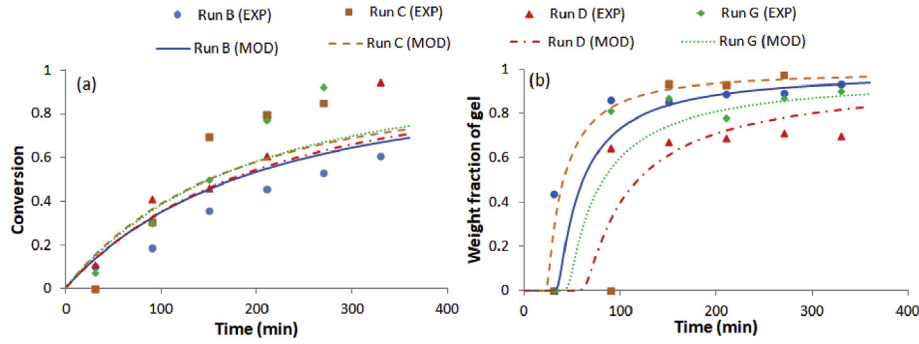 Run B (EXP) Run C (EXP) Run D (EXP) Run G (EXP)
Run B (MOD) Run C (MOD) Run D (MOD) Run G (MOD)
(a)
Conversion
1
0.8
0.6
0.4
0.2
0
0 100 200 300 400
Time (min)
(b)
Weight fraction of gel
1
0.8
0.6
0.4
0.2
0
0 100 200 300 400
Time (min)